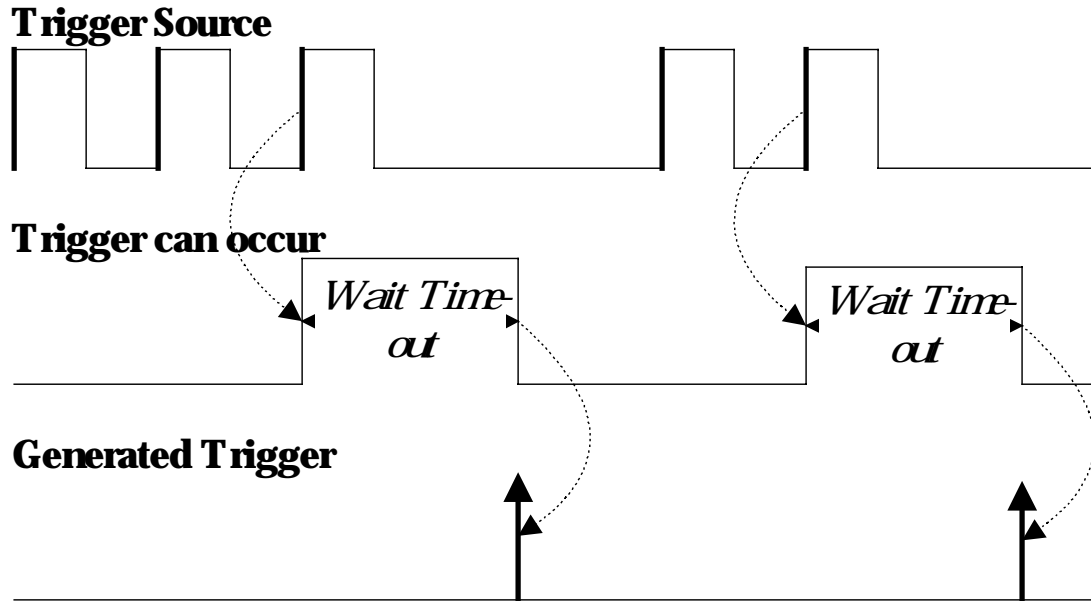 Trigger Source
Trigger can occur
Wait Time-
out
Wait Time-
out
Generated Trigger